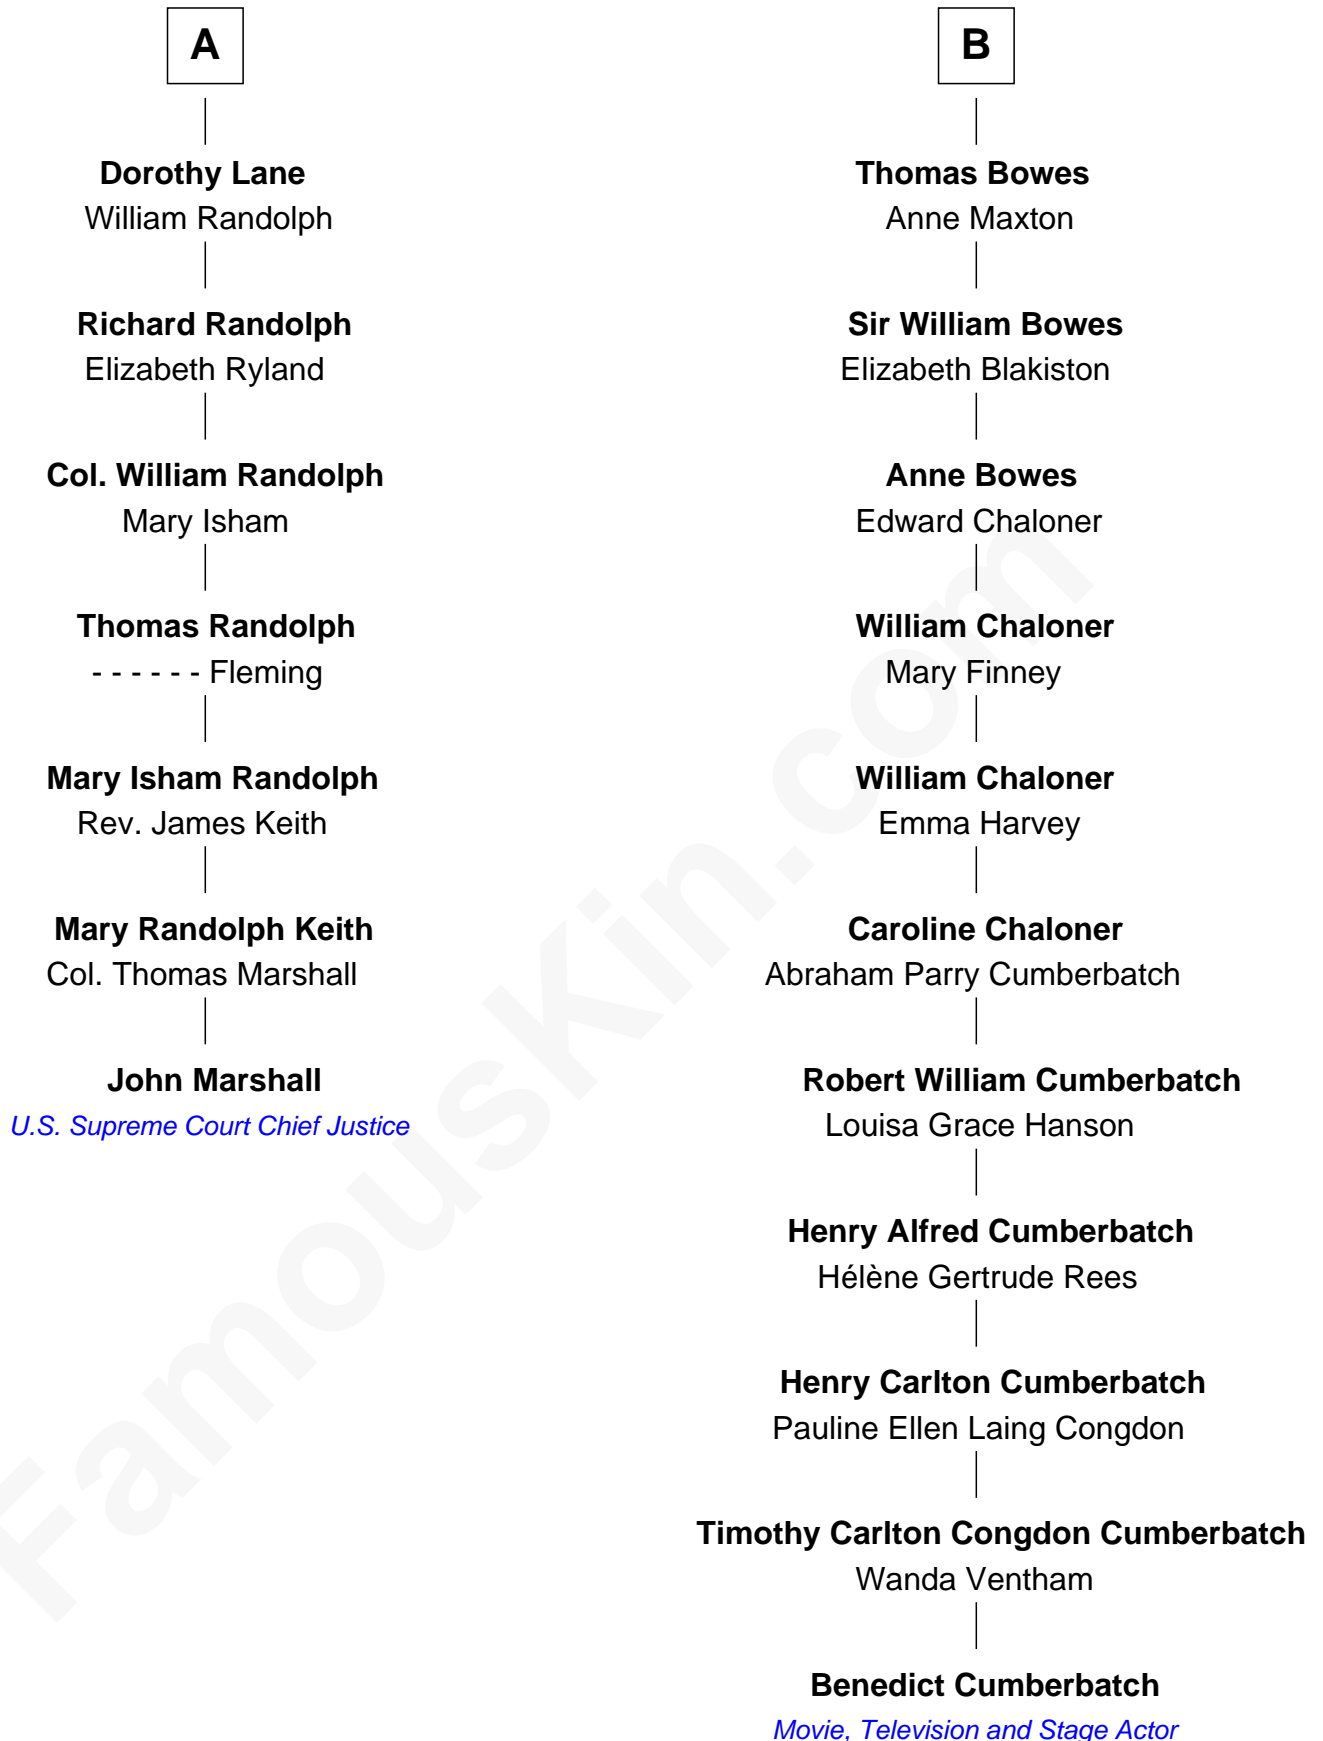 A
Dorothy Lane
William Randolph
Richard Randolph
Elizabeth Ryland
Col. William Randolph
Mary Isham
Thomas Randolph
- - - - - - Fleming
Mary Isham Randolph
Rev. James Keith
Mary Randolph Keith
Col. Thomas Marshall
John Marshall
U.S. Supreme Court Chief Justice
B
Thomas Bowes
Anne Maxton
Sir William Bowes
Elizabeth Blakiston
Anne Bowes
Edward Chaloner
William Chaloner
Mary Finney
William Chaloner
Emma Harvey
Caroline Chaloner
Abraham Parry Cumberbatch
Robert William Cumberbatch
Louisa Grace Hanson
Henry Alfred Cumberbatch
Hélène Gertrude Rees
Henry Carlton Cumberbatch
Pauline Ellen Laing Congdon
Timothy Carlton Congdon Cumberbatch
Wanda Ventham
Benedict Cumberbatch
Movie, Television and Stage Actor
FamousKin.com